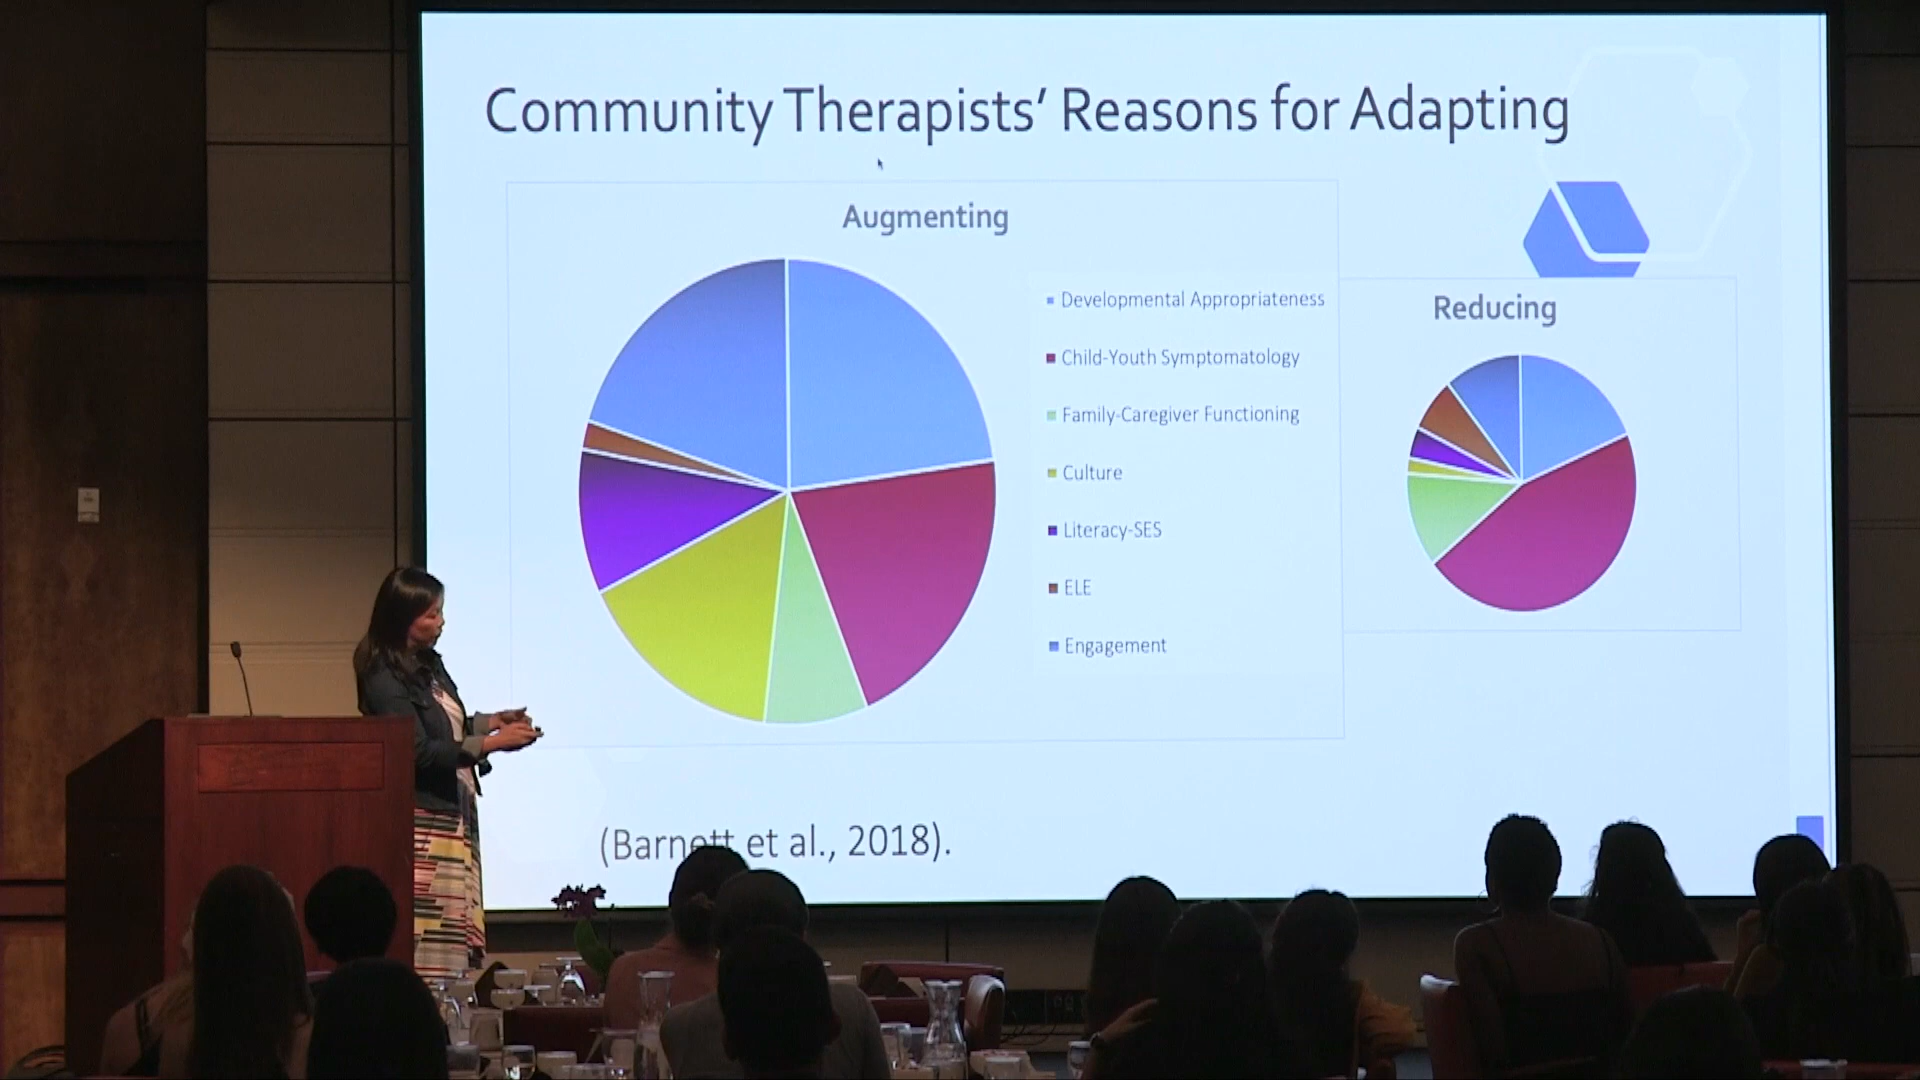 Community Therapists’ Reasons for Adapting
Augmenting
Developmental Appropriateness
Child-Youth Symptomatology
Family-Caregiver Functioning
Culture
Literacy-SES
ELE
Engagement
Reducing
(Barnett et al., 2018).